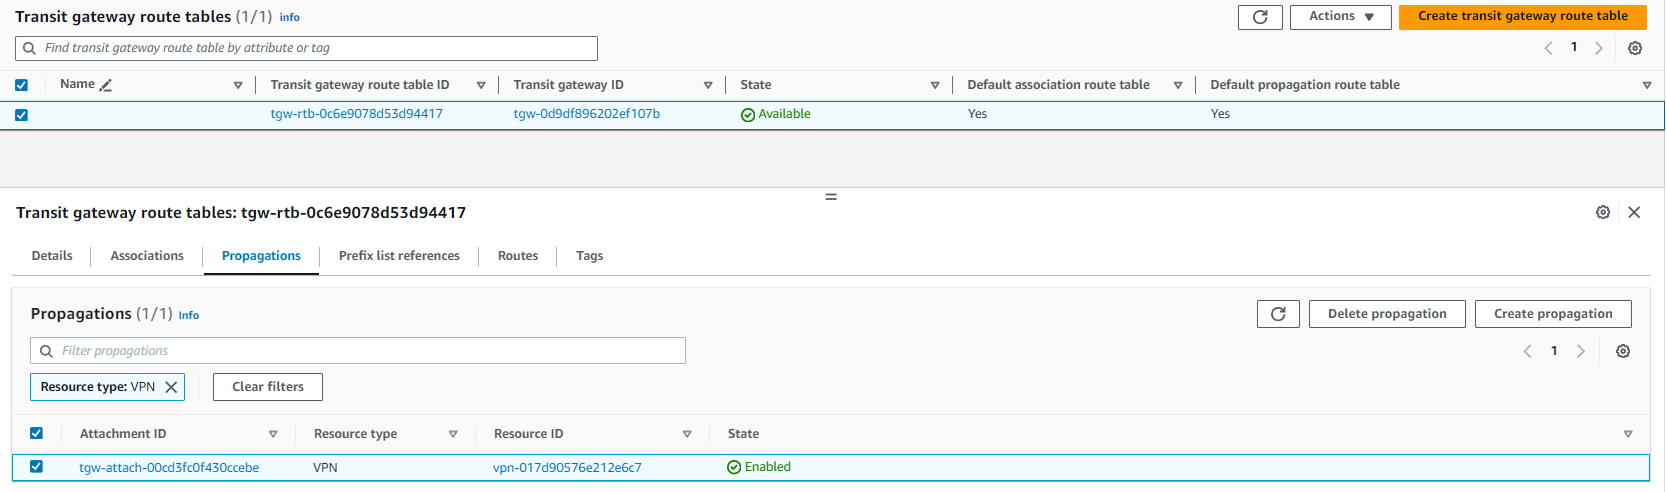 Transit gateway route tables (1/1) Info
Actions
Create transit gateway route table
Find transit gateway route table by attribute or tag
1
Name Transit gateway route table ID Transit gateway ID State Default association route table Default propagation route table
tgw-rtb-0c6e9078d53d94417 tgw-0d9df896202ef107b Available Yes Yes
Transit gateway route tables: tgw-rtb-0c6e9078d53d94417
Details Associations Propagations Prefix list references Routes Tags
Propagations (1/1) Info
Delete propagation
Create propagation
Filter propagations
1
Resource type: VPN
Clear filters
Attachment ID Resource type Resource ID State
tgw-attach-00cd3fc0f430ccebe VPN vpn-017d90576e212e6c7 Enabled